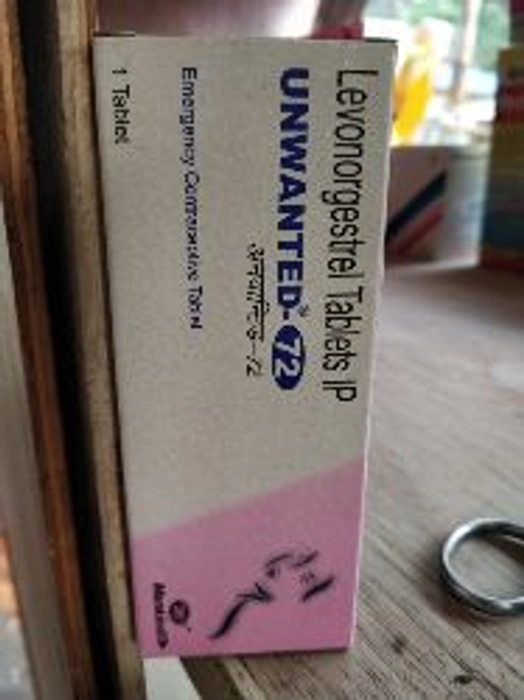 Levonorgestrel Tablets IP
UNWANTED®-72
अनवांटेड-72
Emergency Contraceptive Tablet
1 Tablet